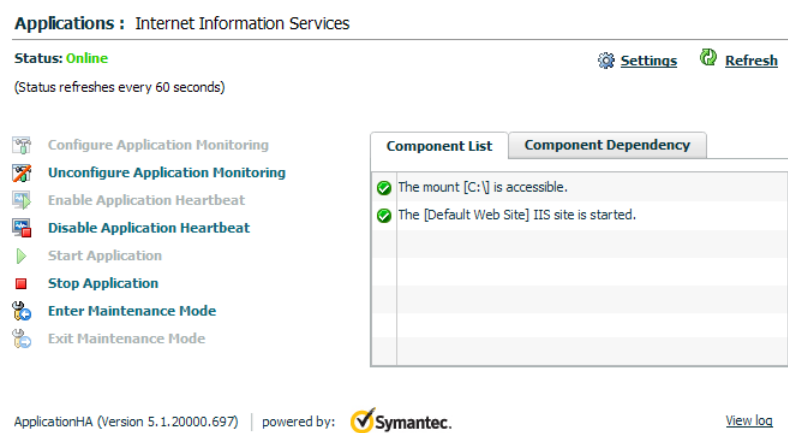 Applications : Internet Information Services
Status: Online
Settings
Refresh
(Status refreshes every 60 seconds)
Configure Application Monitoring
Unconfigure Application Monitoring
Enable Application Heartbeat
Disable Application Heartbeat
Start Application
Stop Application
Enter Maintenance Mode
Exit Maintenance Mode
Component List
Component Dependency
The mount [C:\] is accessible.
The [Default Web Site] IIS site is started.
ApplicationHA (Version 5.1.20000.697)
powered by:
Symantec.
View log